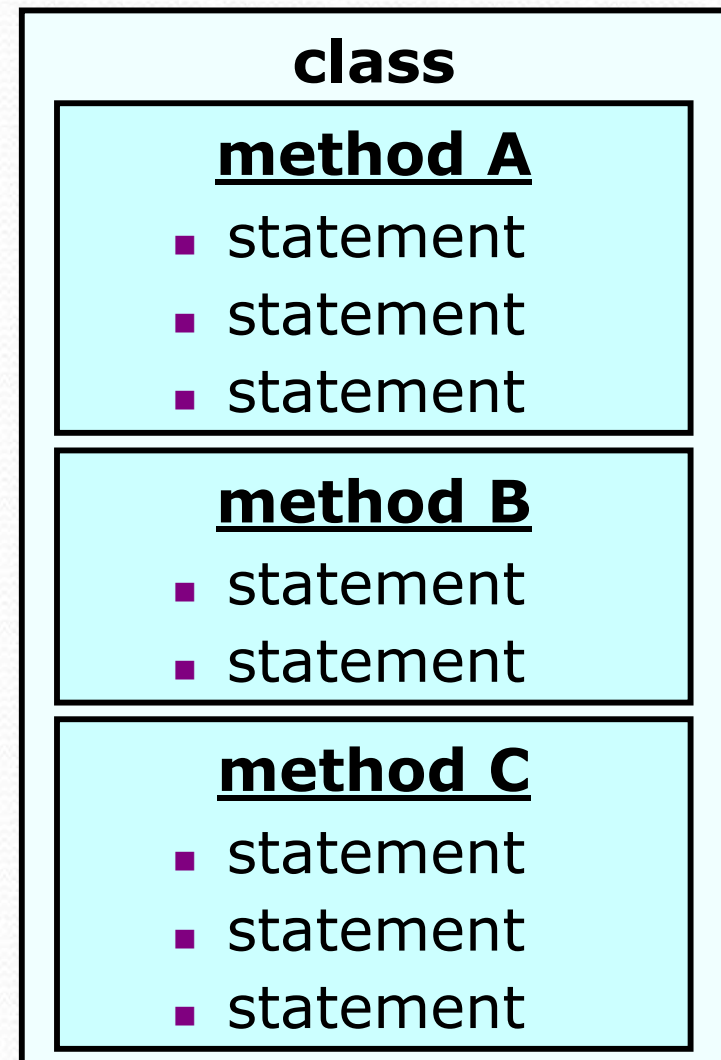 class
method A
statement
statement
statement
method B
statement
statement
method C
statement
statement
statement